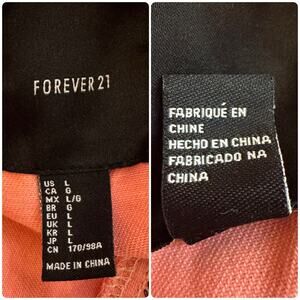 FOREVER 21
US L
CA G
MX L/G
BR G
EU L
UK L
KR L
JP L
CN 170/98A
MADE IN CHINA
FABRIQUÉ EN
CHINE
HECHO EN CHINA
FABRICADO NA
CHINA